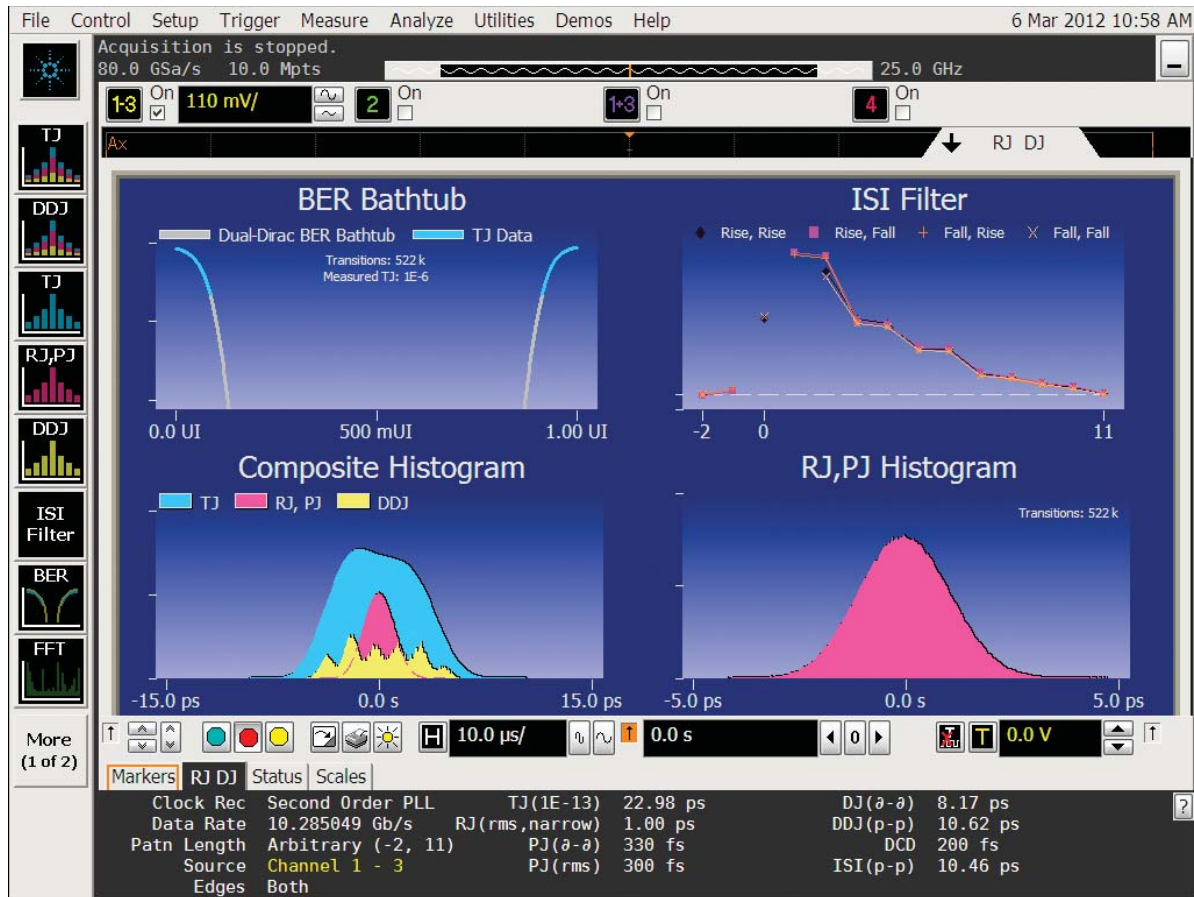 File Control Setup Trigger Measure Analyze Utilities Demos Help 6 Mar 2012 10:58 AM
Acquisition is stopped.
80.0 GSa/s 10.0 Mpts 25.0 GHz
1-3 On 110 mV/ 2 On 1+3 On 4 On
Ax RJ DJ
TJ
DDJ
TJ
RJ,PJ
DDJ
ISI
Filter
BER
FFT
More
(1 of 2)
BER Bathtub
Dual-Dirac BER Bathtub TJ Data
Transitions: 522 k
Measured TJ: 1E-6
0.0 UI 500 mUI 1.00 UI
ISI Filter
Rise, Rise Rise, Fall Fall, Rise Fall, Fall
-2 0 11
Composite Histogram
TJ RJ, PJ DDJ
-15.0 ps 0.0 s 15.0 ps
RJ,PJ Histogram
Transitions: 522 k
-5.0 ps 0.0 s 5.0 ps
H 10.0 µs/ 0.0 s 0 T 0.0 V
Markers RJ DJ Status Scales
Clock Rec Second Order PLL TJ(1E-13) 22.98 ps DJ(∂-∂) 8.17 ps ?
Data Rate 10.285049 Gb/s RJ(rms,narrow) 1.00 ps DDJ(p-p) 10.62 ps
Patn Length Arbitrary (-2, 11) PJ(∂-∂) 330 fs DCD 200 fs
Source Channel 1 - 3 PJ(rms) 300 fs ISI(p-p) 10.46 ps
Edges Both